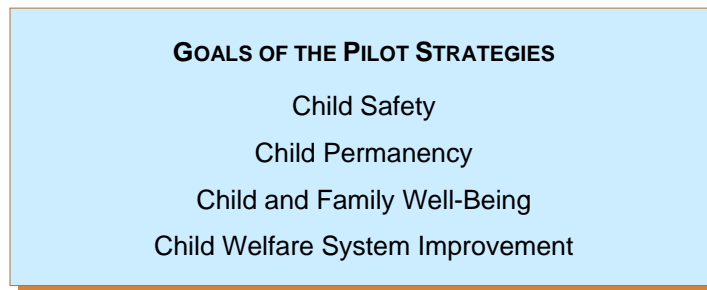 GOALS OF THE PILOT STRATEGIES
Child Safety
Child Permanency
Child and Family Well-Being
Child Welfare System Improvement